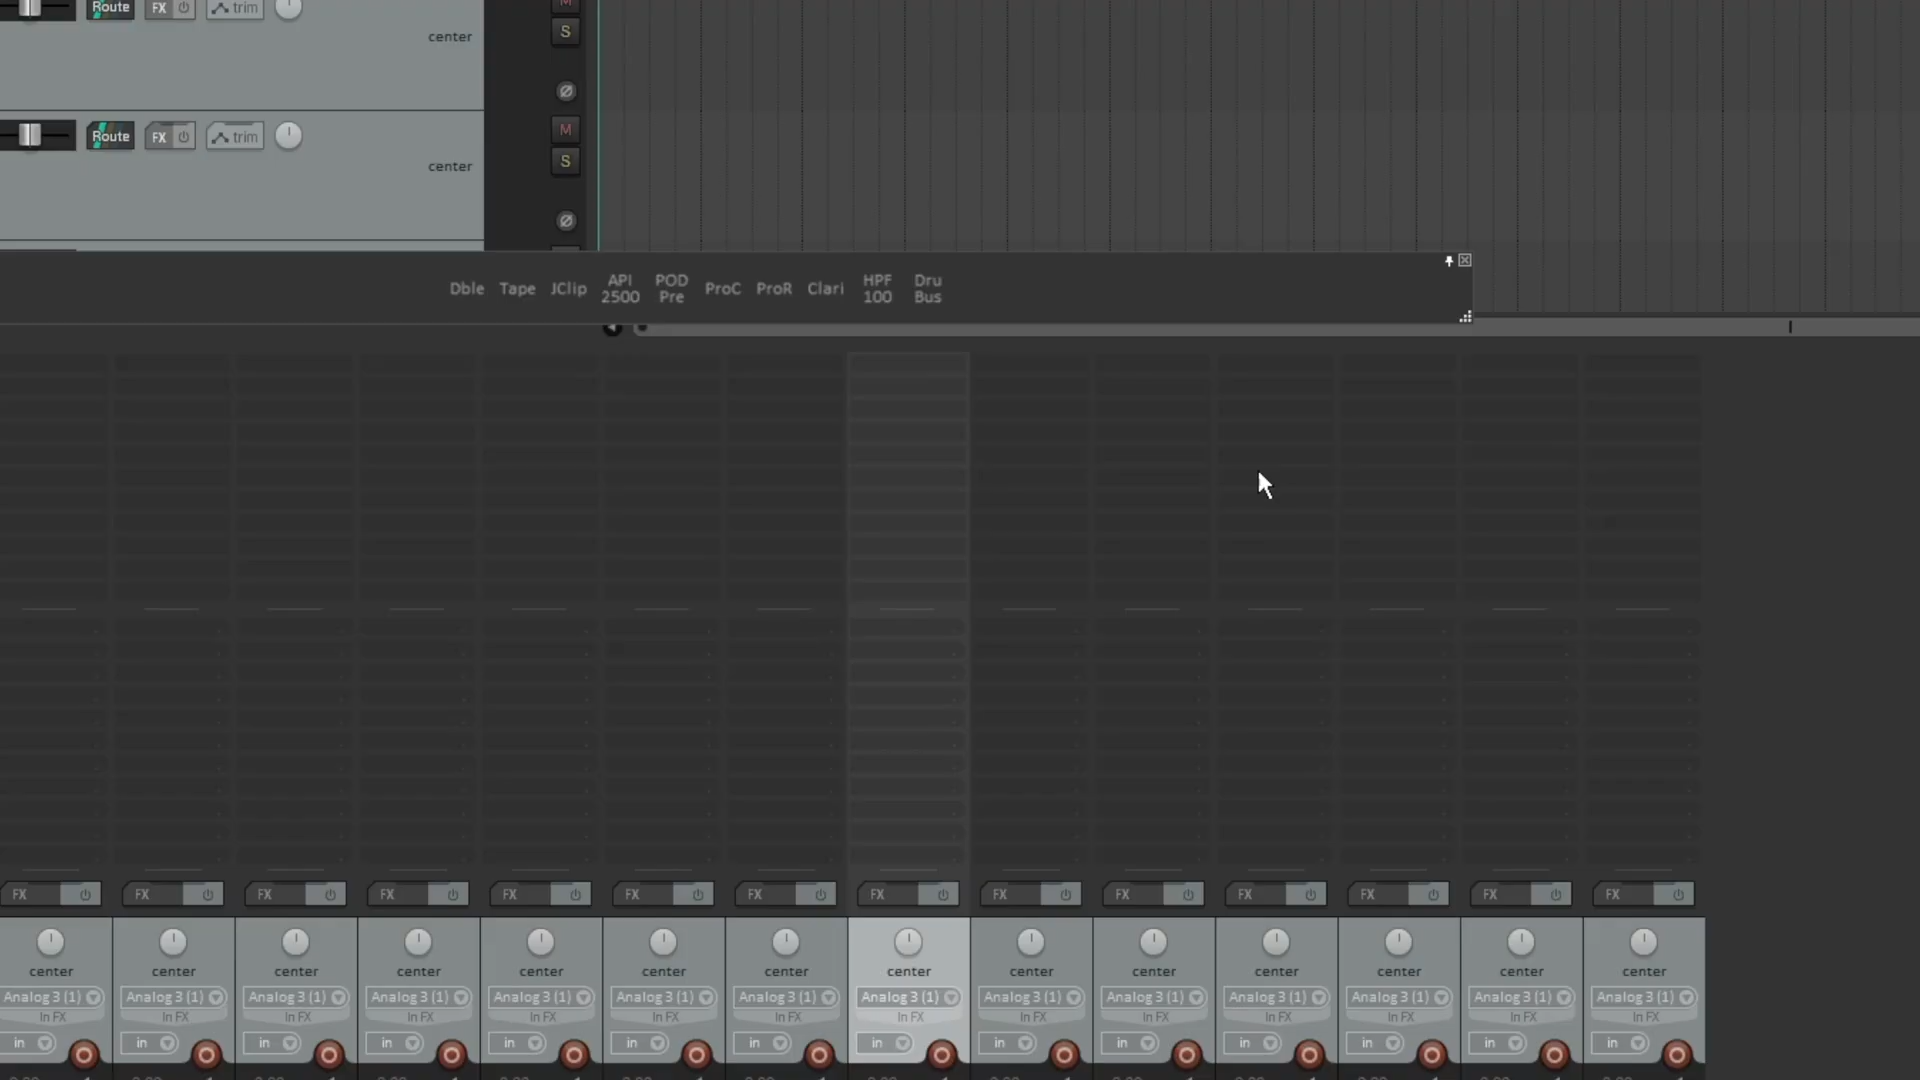 Route FX trim
center
M
S
Route FX trim
center
M
S
Dble Tape JClip API 2500 POD Pre ProC ProR Clari HPF 100 Dru Bus
FX FX FX FX FX FX FX FX FX FX FX FX FX FX
center center center center center center center center center center center center center center
Analog 3 (1) Analog 3 (1) Analog 3 (1) Analog 3 (1) Analog 3 (1) Analog 3 (1) Analog 3 (1) Analog 3 (1) Analog 3 (1) Analog 3 (1) Analog 3 (1) Analog 3 (1) Analog 3 (1) Analog 3 (1)
In FX In FX In FX In FX In FX In FX In FX In FX In FX In FX In FX In FX In FX In FX
in in in in in in in in in in in in in in